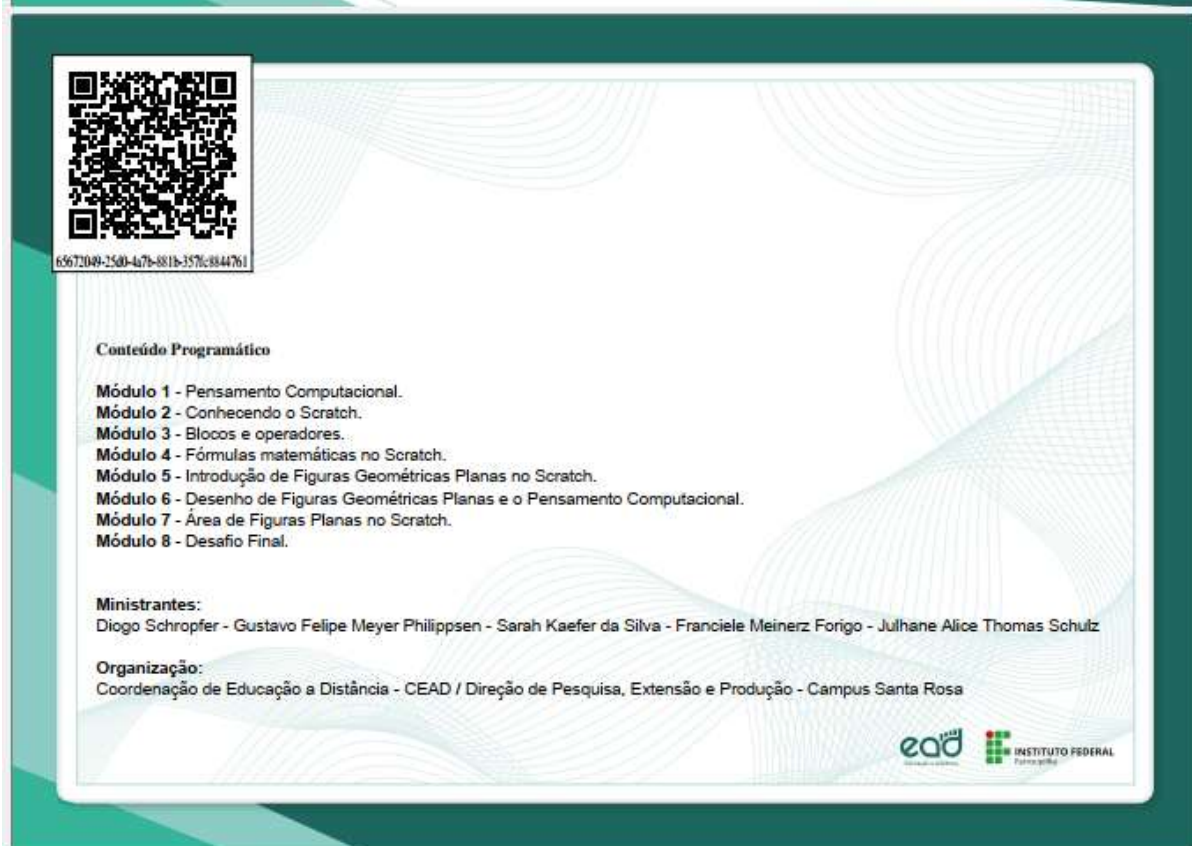 65672049-25d0-4a7b-881b-357fc8844761
Conteúdo Programático
Módulo 1 - Pensamento Computacional.
Módulo 2 - Conhecendo o Scratch.
Módulo 3 - Blocos e operadores.
Módulo 4 - Fórmulas matemáticas no Scratch.
Módulo 5 - Introdução de Figuras Geométricas Planas no Scratch.
Módulo 6 - Desenho de Figuras Geométricas Planas e o Pensamento Computacional.
Módulo 7 - Área de Figuras Planas no Scratch.
Módulo 8 - Desafio Final.
Ministrantes:
Diogo Schropfer - Gustavo Felipe Meyer Philippsen - Sarah Kaefer da Silva - Franciele Meinerz Forigo - Julhane Alice Thomas Schulz
Organização:
Coordenação de Educação a Distância - CEAD / Direção de Pesquisa, Extensão e Produção - Campus Santa Rosa
ead
INSTITUTO FEDERAL
Farroupilha